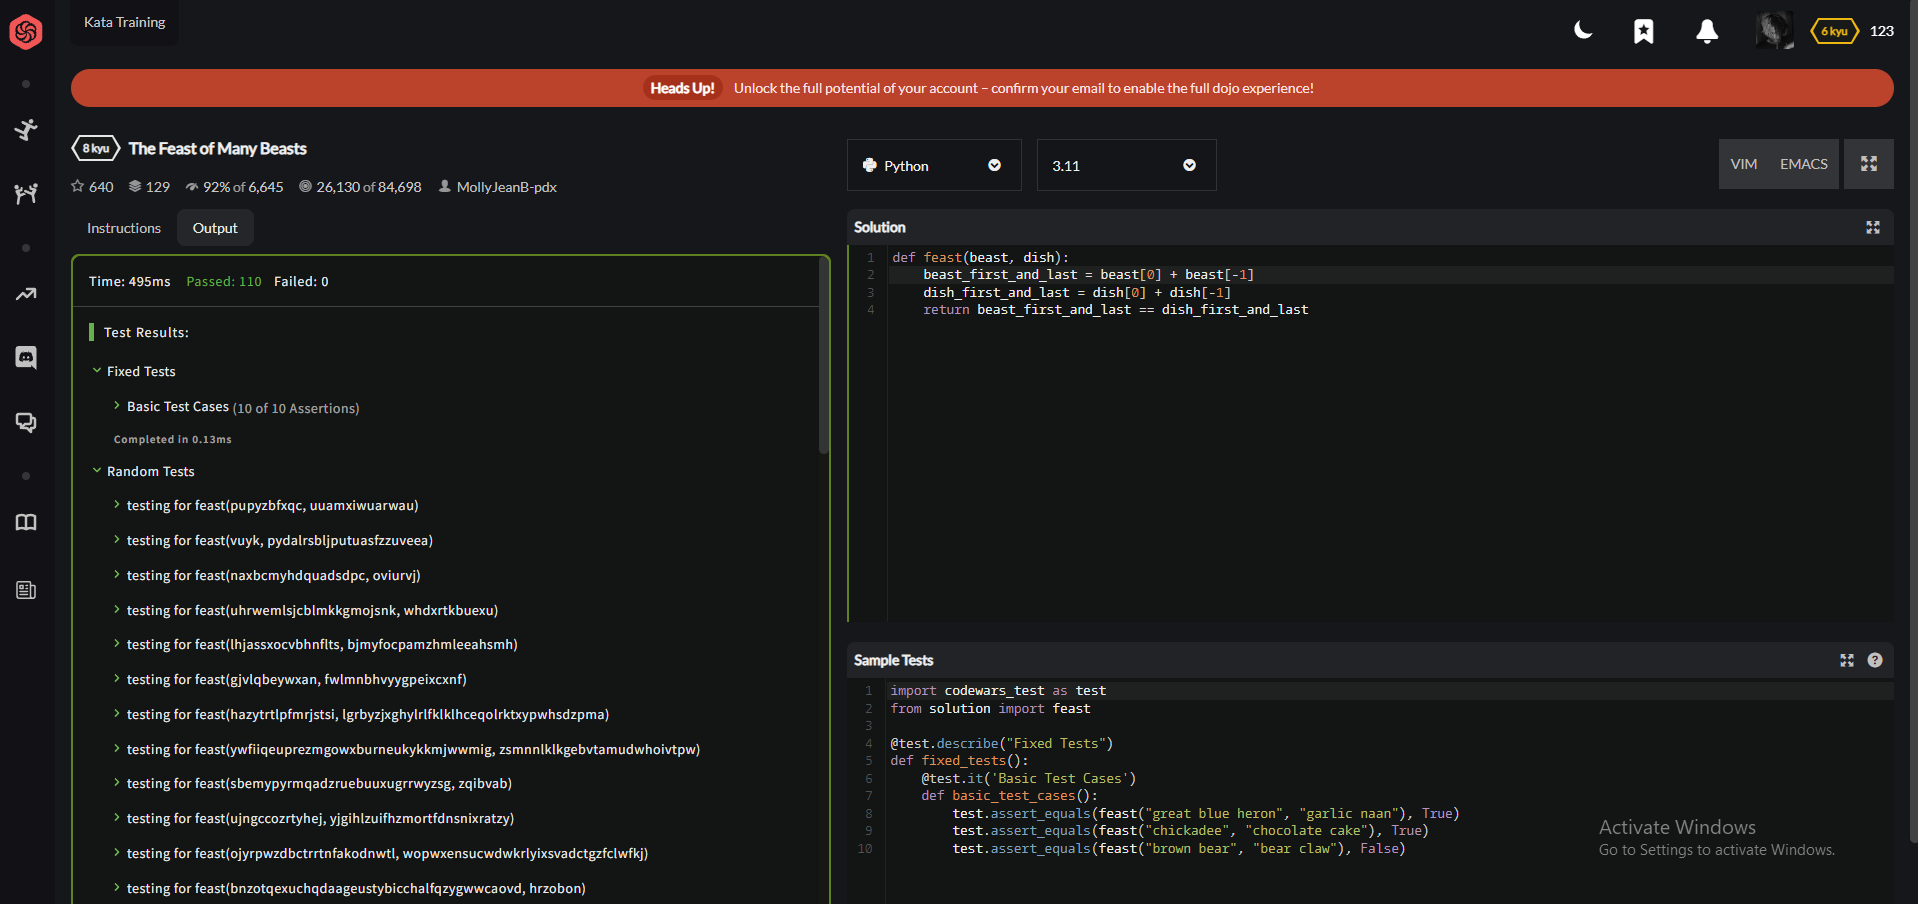 Kata Training
6 kyu 123
Heads Up! Unlock the full potential of your account – confirm your email to enable the full dojo experience!
8 kyu The Feast of Many Beasts
640 129 92% of 6,645 26,130 of 84,698 MollyJeanB-pdx
Instructions Output
Time: 495ms Passed: 110 Failed: 0
Test Results:
Fixed Tests
Basic Test Cases (10 of 10 Assertions)
Completed in 0.13ms
Random Tests
testing for feast(pupyzbfxqc, uuamxiwuarwau)
testing for feast(vuyk, pydalrsbljputuasfzzuveea)
testing for feast(naxbcmyhdquadsdpc, oviurvj)
testing for feast(uhrwemlsjcblmkkgmojsnk, whdxrtkbuexu)
testing for feast(lhjassxocvbhnflts, bjmyfocpamzhmleeahsmh)
testing for feast(gjvlqbeywxan, fwlmnbhvyygpeixcxnf)
testing for feast(hazytrtlpfmrjstsi, lgrbyzjxghylrlfklklhceqolrktxypwhsdzpma)
testing for feast(ywfiiqeuprezmgowxburneukykkmjwwmig, zsmnnlklkgebvtamudwhoivtpw)
testing for feast(sbemypyrmqadzruebuuxugrrwyzsg, zqibvab)
testing for feast(ujngccozrtyhej, yjgihlzuifhzmortfdnsnixratzy)
testing for feast(ojyrpwzdbctrrtnfakodnwtl, wopwxensucwdwkrlyixsvadctgzfclwfkj)
testing for feast(bnzotqexuchqdaageustybicchalfqzygwwcaovd, hrzobon)
Python 3.11 VIM EMACS
Solution
1 def feast(beast, dish):
2 beast_first_and_last = beast[0] + beast[-1]
3 dish_first_and_last = dish[0] + dish[-1]
4 return beast_first_and_last == dish_first_and_last
Sample Tests
1 import codewars_test as test
2 from solution import feast
3
4 @test.describe("Fixed Tests")
5 def fixed_tests():
6 @test.it('Basic Test Cases')
7 def basic_test_cases():
8 test.assert_equals(feast("great blue heron", "garlic naan"), True)
9 test.assert_equals(feast("chickadee", "chocolate cake"), True)
10 test.assert_equals(feast("brown bear", "bear claw"), False)
Activate Windows
Go to Settings to activate Windows.